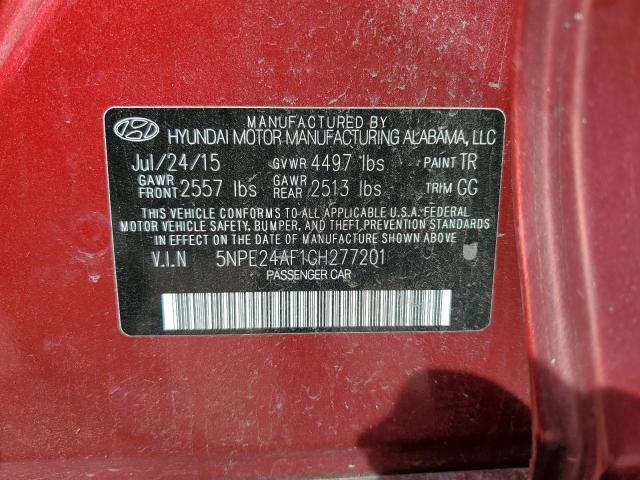 MANUFACTURED BY
HYUNDAI MOTOR MANUFACTURING ALABAMA, LLC
Jul/24/15 GVWR 4497 lbs PAINT TR
GAWR FRONT 2557 lbs GAWR REAR 2513 lbs TRIM GG
THIS VEHICLE CONFORMS TO ALL APPLICABLE U.S.A. FEDERAL
MOTOR VEHICLE SAFETY, BUMPER, AND THEFT PREVENTION STANDARDS
IN EFFECT ON THE DATE OF MANUFACTURE SHOWN ABOVE.
V.I.N 5NPE24AF1GH277201
PASSENGER CAR